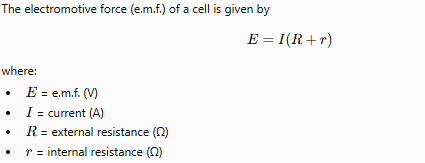 The electromotive force (e.m.f.) of a cell is given by
E = I(R + r)
where:
• E = e.m.f. (V)
• I = current (A)
• R = external resistance (Ω)
• r = internal resistance (Ω)